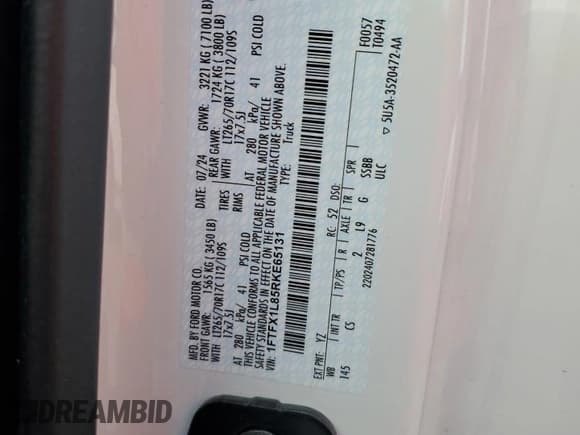 MFD. BY FORD MOTOR CO.
DATE: 07/24 GVWR: 3221 KG ( 7100 LB)
FRONT GAWR: 1565 KG ( 3450 LB) REAR GAWR: 1724 KG ( 3800 LB)
WITH LT265/70R17C 112/109S TIRES WITH LT265/70R17C 112/109S
17x7.5J RIMS 17x7.5J
AT 280 kPa/ 41 PSI COLD AT 280 kPa/ 41 PSI COLD
THIS VEHICLE CONFORMS TO ALL APPLICABLE FEDERAL MOTOR VEHICLE
SAFETY STANDARDS IN EFFECT ON THE DATE OF MANUFACTURE SHOWN ABOVE.
VIN: 1FTFX1L85RKE65131 TYPE: Truck
F0057
T0494
EXT PNT: YZ RC: 52 DSO:
WB INT TR TP/PS R AXLE TR SPR
145 CS 2 L9 G SSBB
2202407281776 ULC
5U5A-3520472-AA
DREAMBID